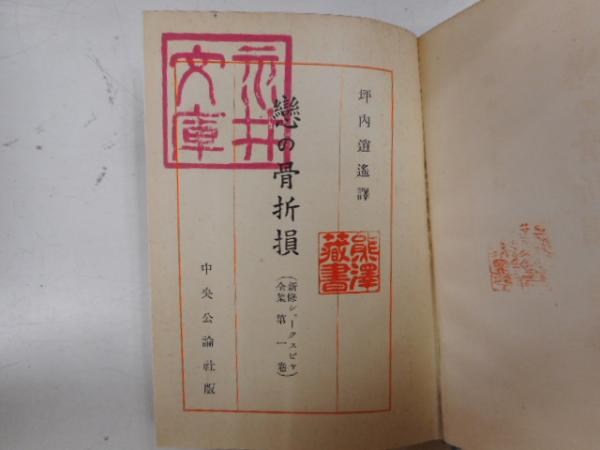 坪内逍遙譯
戀の骨折損
(新修シェークスピヤ
全集第一卷)
中央公論社版
永井
文庫
熊澤
藏書